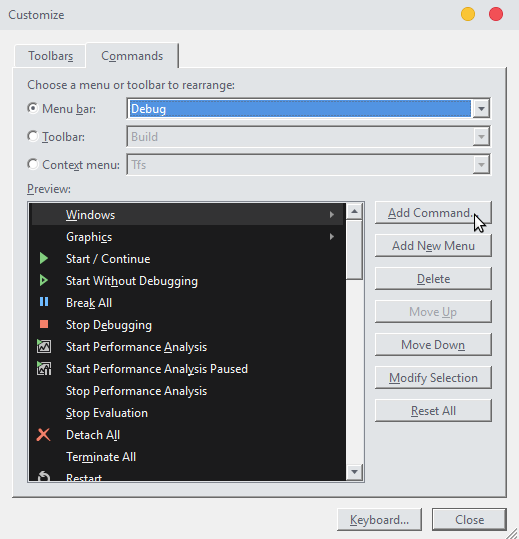 Customize
Toolbars
Commands
Choose a menu or toolbar to rearrange:
Menu bar:
Debug
Toolbar:
Build
Context menu:
Tfs
Preview:
Windows
Graphics
Start / Continue
Start Without Debugging
Break All
Stop Debugging
Start Performance Analysis
Start Performance Analysis Paused
Stop Performance Analysis
Stop Evaluation
Detach All
Terminate All
Restart
Add Command...
Add New Menu
Delete
Move Up
Move Down
Modify Selection
Reset All
Keyboard...
Close